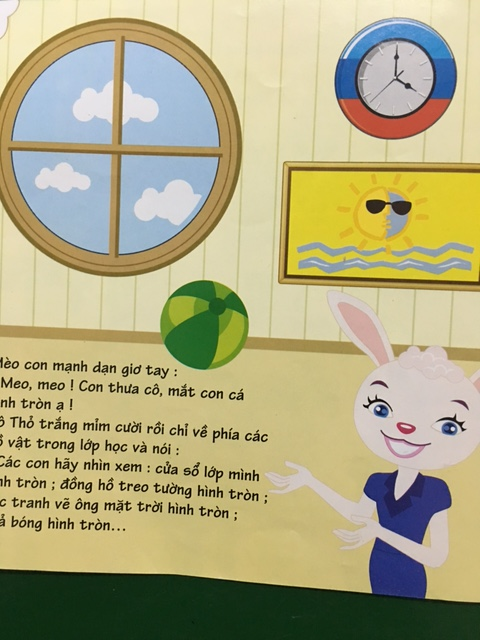 Mèo con mạnh dạn giơ tay :
Meo, meo ! Con thưa cô, mắt con cá
nh tròn ạ !
ô Thỏ trắng mỉm cười rồi chỉ về phía các
ồ vật trong lớp học và nói :
Các con hãy nhìn xem : cửa sổ lớp mình
nh tròn ; đồng hồ treo tường hình tròn ;
c tranh vẽ ông mặt trời hình tròn ;
ả bóng hình tròn...